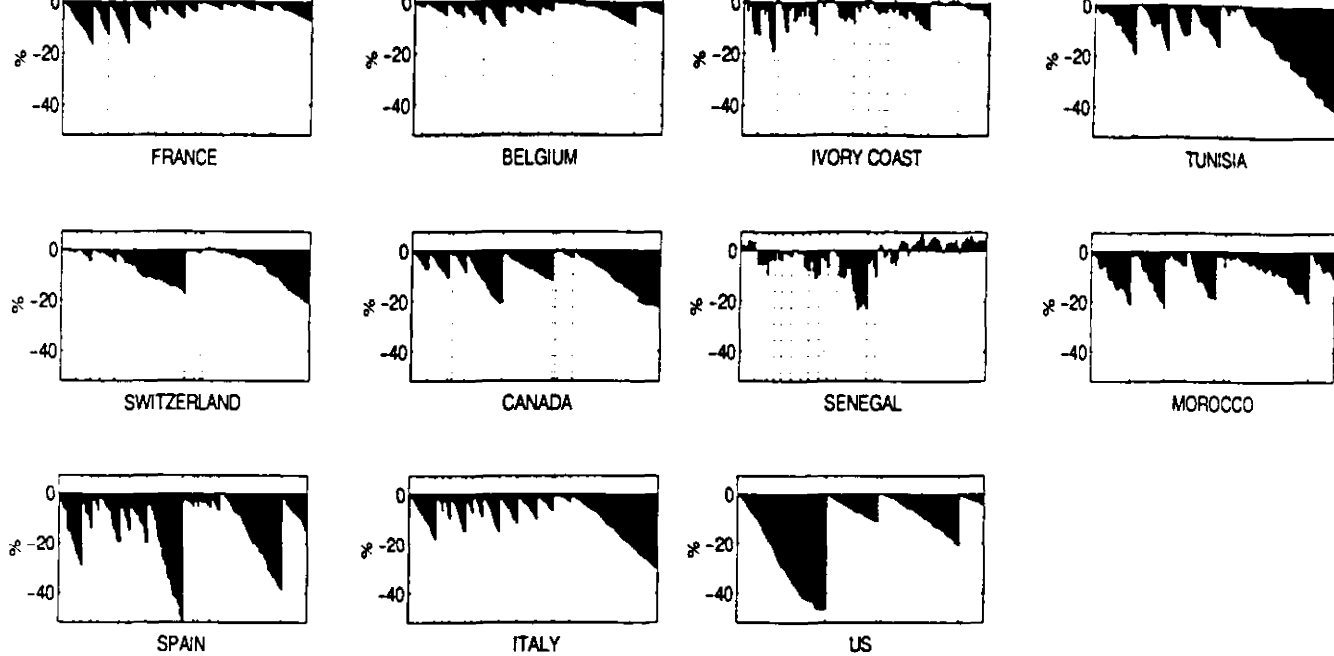 0 0 0 0
% -20 % -20 % -20 % -20
-40 -40 -40 -40
FRANCE BELGIUM IVORY COAST TUNISIA
0 0 0 0
% -20 % -20 % -20 % -20
-40 -40 -40 -40
SWITZERLAND CANADA SENEGAL MOROCCO
0 0 0
% -20 % -20 % -20
-40 -40 -40
SPAIN ITALY US